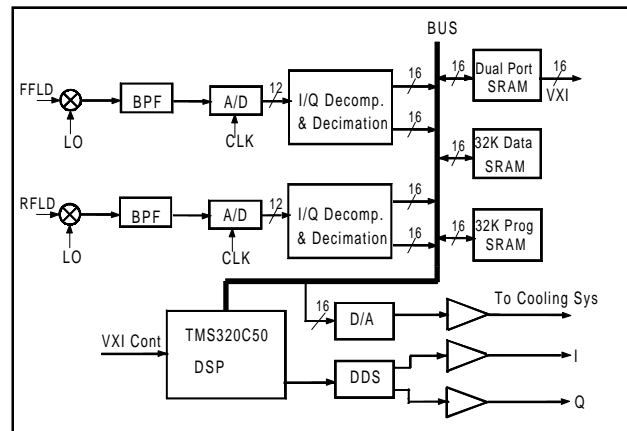 BUS
FFLD
LO
BPF
A/D
CLK
12
I/Q Decomp.
& Decimation
16
16
16
Dual Port
SRAM
16
VXI
16
32K Data
SRAM
RFLD
LO
BPF
A/D
CLK
12
I/Q Decomp.
& Decimation
16
16
16
32K Prog
SRAM
VXI Cont
TMS320C50
DSP
16
D/A
To Cooling Sys
DDS
I
Q